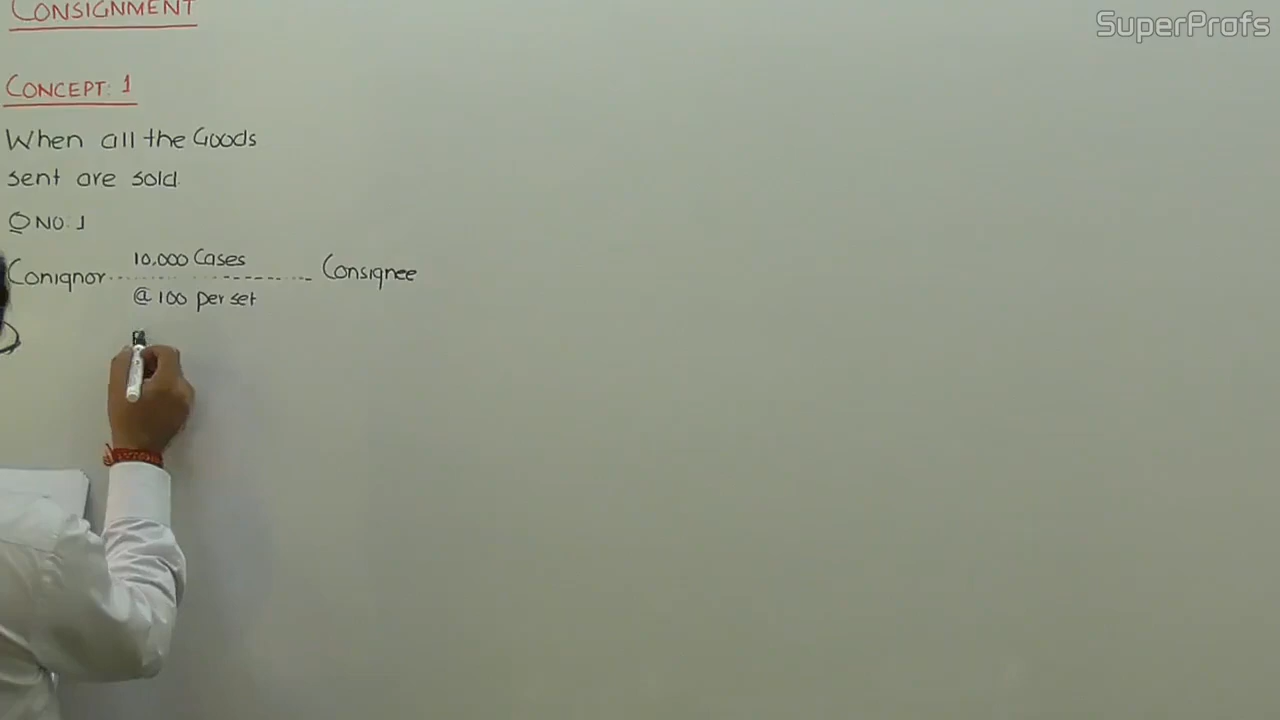 CONSIGNMENT
SuperProfs
CONCEPT: 1
When all the Goods
sent are sold.
Q NO: 1
Conignor 10,000 Cases Consignee
@ 100 per set